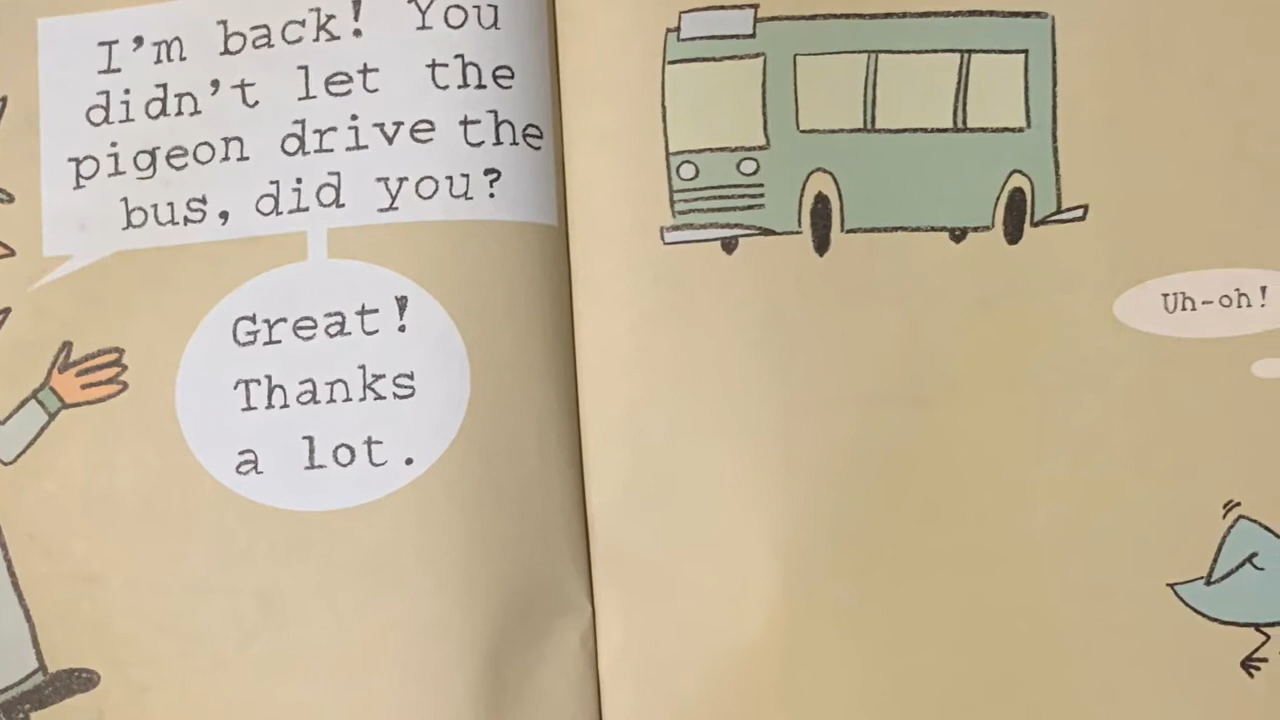 I'm back! You
didn't let the
pigeon drive the
bus, did you?
Great!
Thanks
a lot.
Uh-oh!